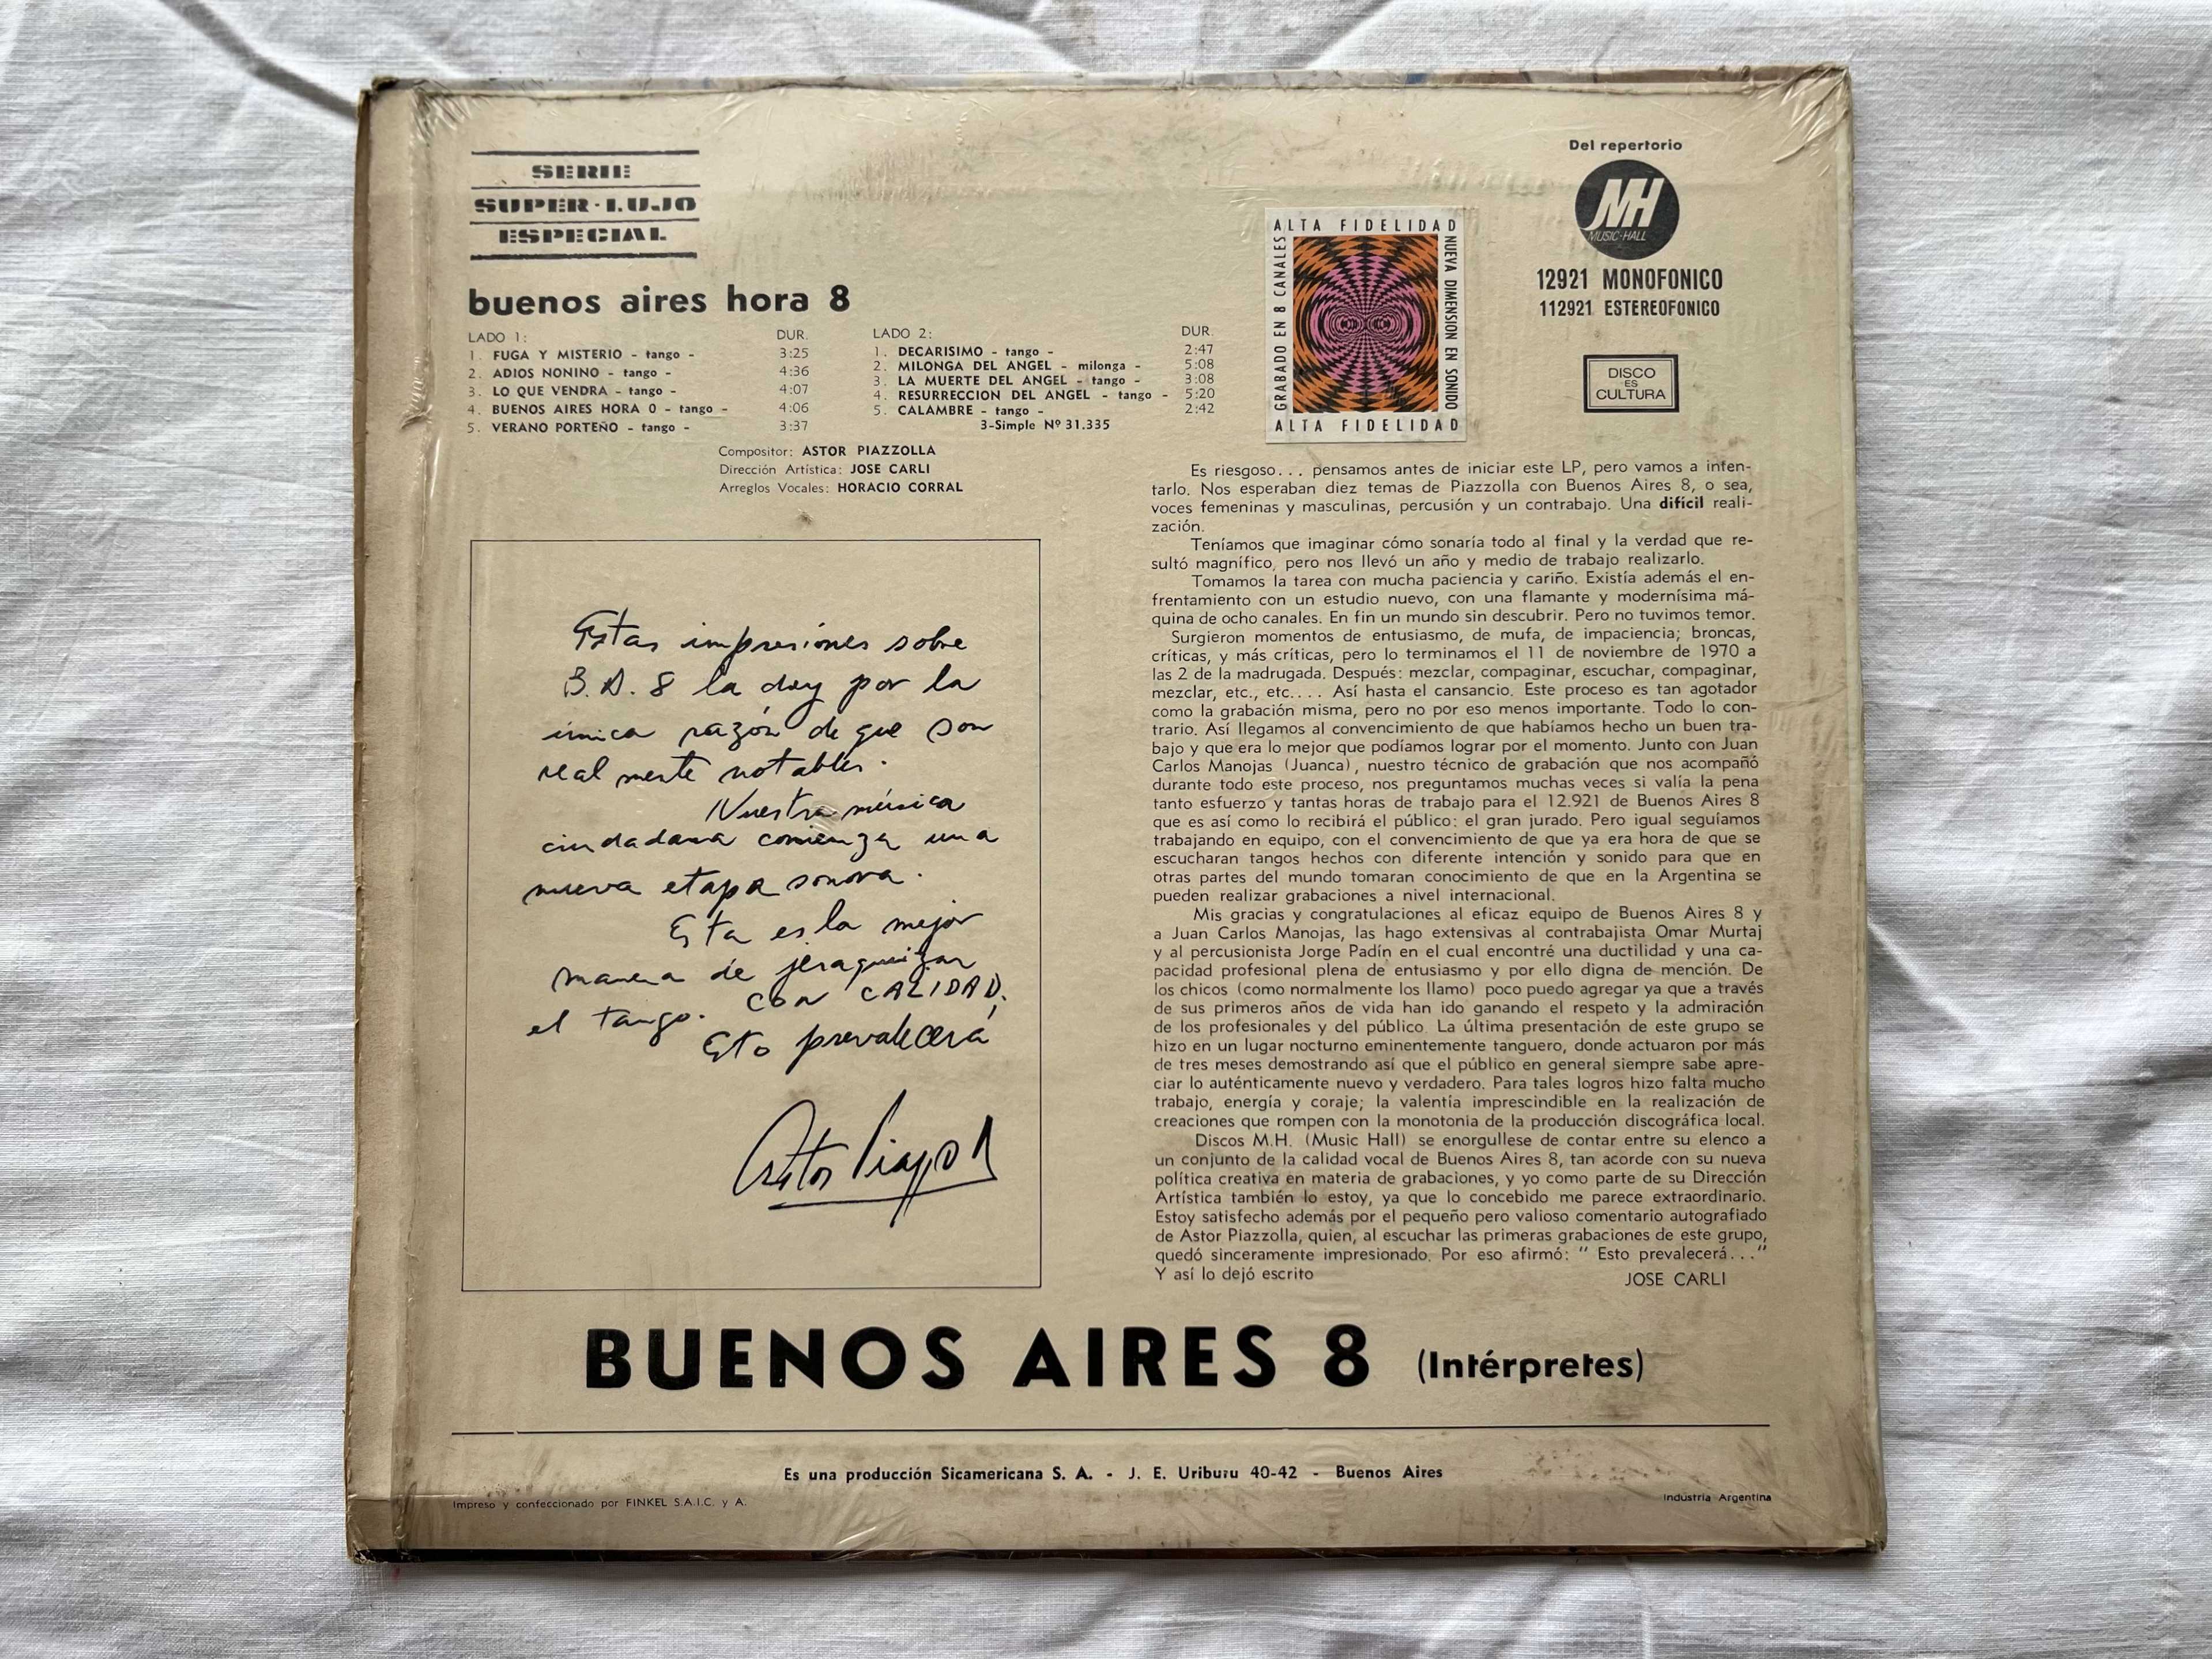 SERIE
SUPER-LUJO
ESPECIAL
buenos aires hora 8
LADO 1: DUR.
1. FUGA Y MISTERIO - tango - 3:25
2. ADIOS NONINO - tango - 4:36
3. LO QUE VENDRA - tango - 4:07
4. BUENOS AIRES HORA 0 - tango - 4:06
5. VERANO PORTEÑO - tango - 3:37
LADO 2: DUR.
1. DECARISIMO - tango - 2:47
2. MILONGA DEL ANGEL - milonga - 5:08
3. LA MUERTE DEL ANGEL - tango - 3:08
4. RESURRECCION DEL ANGEL - tango - 5:20
5. CALAMBRE - tango - 2:42
3-Simple Nº 31.335
Compositor: ASTOR PIAZZOLLA
Dirección Artística: JOSE CARLI
Arreglos Vocales: HORACIO CORRAL
ALTA FIDELIDAD
NUEVA DIMENSION EN SONIDO
GRABADO EN 8 CANALES
ALTA FIDELIDAD
Del repertorio
MH
MUSIC-HALL
12921 MONOFONICO
112921 ESTEREOFONICO
DISCO
ES
CULTURA
Estas impresiones sobre
B.A. 8 la doy por la
única razón de que son
realmente notables.
Nuestra música
ciudadana comienza una
nueva etapa sonora.
Esta es la mejor
manera de jeraquizar
el tango. CON CALIDAD.
Esto prevalecerá
Astor Piazzolla
Es riesgoso... pensamos antes de iniciar este LP, pero vamos a inten-
tarlo. Nos esperaban diez temas de Piazzolla con Buenos Aires 8, o sea,
voces femeninas y masculinas, percusión y un contrabajo. Una difícil reali-
zación.
Teníamos que imaginar cómo sonaría todo al final y la verdad que re-
sultó magnífico, pero nos llevó un año y medio de trabajo realizarlo.
Tomamos la tarea con mucha paciencia y cariño. Existía además el en-
frentamiento con un estudio nuevo, con una flamante y modernísima má-
quina de ocho canales. En fin un mundo sin descubrir. Pero no tuvimos temor.
Surgieron momentos de entusiasmo, de mufa, de impaciencia; broncas,
críticas, y más críticas, pero lo terminamos el 11 de noviembre de 1970 a
las 2 de la madrugada. Después: mezclar, compaginar, escuchar, compaginar,
mezclar, etc., etc.... Así hasta el cansancio. Este proceso es tan agotador
como la grabación misma, pero no por eso menos importante. Todo lo con-
trario. Así llegamos al convencimiento de que habíamos hecho un buen tra-
bajo y que era lo mejor que podíamos lograr por el momento. Junto con Juan
Carlos Manojas (Juanca), nuestro técnico de grabación que nos acompañó
durante todo este proceso, nos preguntamos muchas veces si valía la pena
tanto esfuerzo y tantas horas de trabajo para el 12.921 de Buenos Aires 8
que es así como lo recibirá el público: el gran jurado. Pero igual seguíamos
trabajando en equipo, con el convencimiento de que ya era hora de que se
escucharan tangos hechos con diferente intención y sonido para que en
otras partes del mundo tomaran conocimiento de que en la Argentina se
pueden realizar grabaciones a nivel internacional.
Mis gracias y congratulaciones al eficaz equipo de Buenos Aires 8 y
a Juan Carlos Manojas, las hago extensivas al contrabajista Omar Murtaj
y al percusionista Jorge Padín en el cual encontré una ductilidad y una ca-
pacidad profesional plena de entusiasmo y por ello digna de mención. De
los chicos (como normalmente los llamo) poco puedo agregar ya que a través
de sus primeros años de vida han ido ganando el respeto y la admiración
de los profesionales y del público. La última presentación de este grupo se
hizo en un lugar nocturno eminentemente tanguero, donde actuaron por más
de tres meses demostrando así que el público en general siempre sabe apre-
ciar lo auténticamente nuevo y verdadero. Para tales logros hizo falta mucho
trabajo, energía y coraje; la valentía imprescindible en la realización de
creaciones que rompen con la monotonía de la producción discográfica local.
Discos M.H. (Music Hall) se enorgullese de contar entre su elenco a
un conjunto de la calidad vocal de Buenos Aires 8, tan acorde con su nueva
política creativa en materia de grabaciones, y yo como parte de su Dirección
Artística también lo estoy, ya que lo concebido me parece extraordinario.
Estoy satisfecho además por el pequeño pero valioso comentario autografiado
de Astor Piazzolla, quien, al escuchar las primeras grabaciones de este grupo,
quedó sinceramente impresionado. Por eso afirmó: " Esto prevalecerá..."
Y así lo dejó escrito
JOSE CARLI
BUENOS AIRES 8 (Intérpretes)
Es una producción Sicamericana S. A. - J. E. Uriburu 40-42 - Buenos Aires
Impreso y confeccionado por FINKEL S.A.I.C. y A.
Industria Argentina